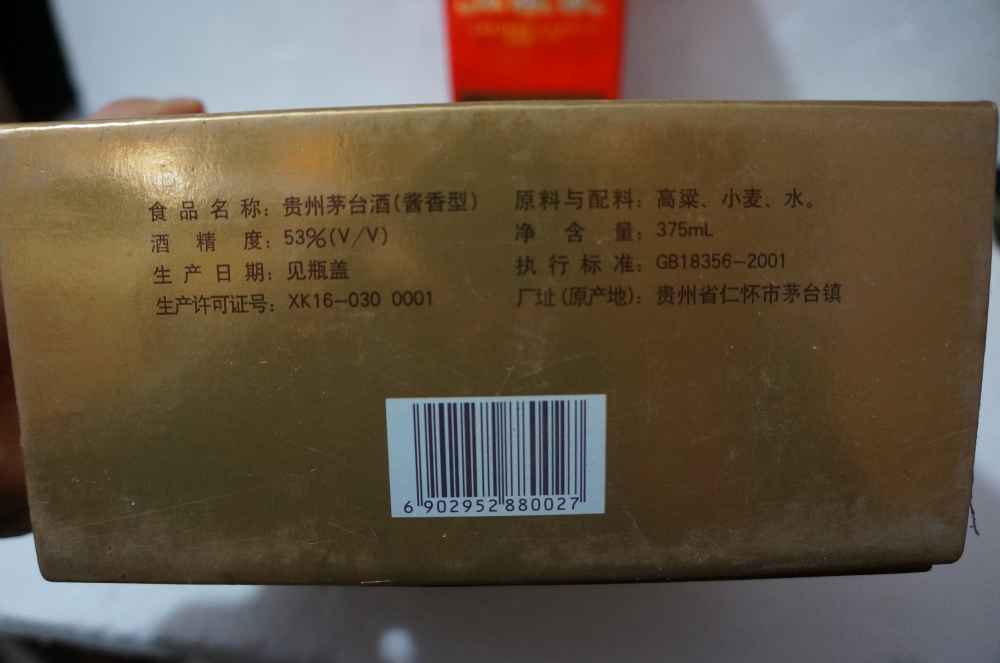 食品名称：贵州茅台酒(酱香型)
酒精度：53%(V/V)
生产日期：见瓶盖
生产许可证号：XK16-030 0001
原料与配料：高粱、小麦、水。
净含量：375mL
执行标准：GB18356-2001
厂址(原产地)：贵州省仁怀市茅台镇
6 902952 880027